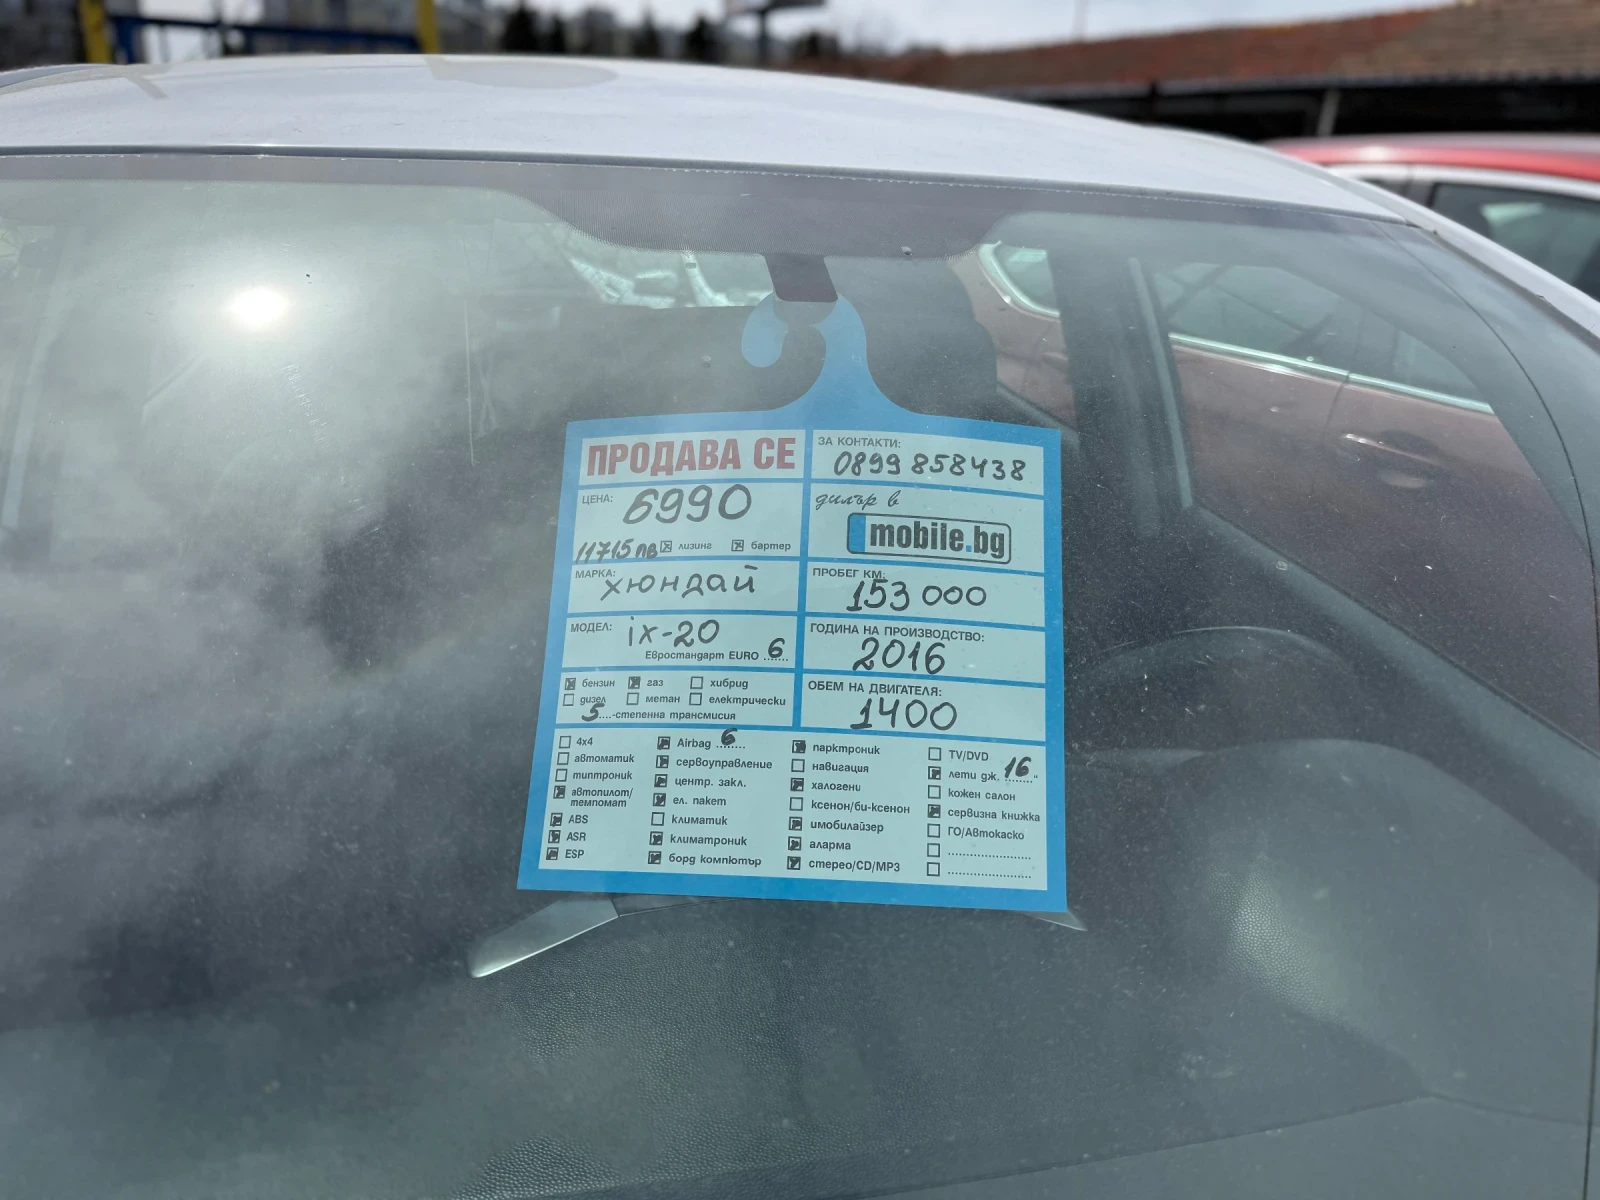 ПРОДАВА СЕ
ЦЕНА: 6990
11715лв лизинг бартер
МАРКА: хюндай
МОДЕЛ: ix-20
Евростандарт EURO 6
бензин газ хибрид
дизел метан електрически
5....-степенна трансмисия
ЗА КОНТАКТИ:
0899 858438
дилър в
mobile.bg
ПРОБЕГ КМ:
153 000
ГОДИНА НА ПРОИЗВОДСТВО:
2016
ОБЕМ НА ДВИГАТЕЛЯ:
1400
4x4
автоматик
типтроник
автопилот/
темпомат
ABS
ASR
ESP
Airbag 6
сервоуправление
центр. закл.
ел. пакет
климатик
климатроник
борд компютър
парктроник
навигация
халогени
ксенон/би-ксенон
имобилайзер
аларма
стерео/CD/MP3
TV/DVD
лети дж. 16"
кожен салон
сервизна книжка
ГО/Автокаско